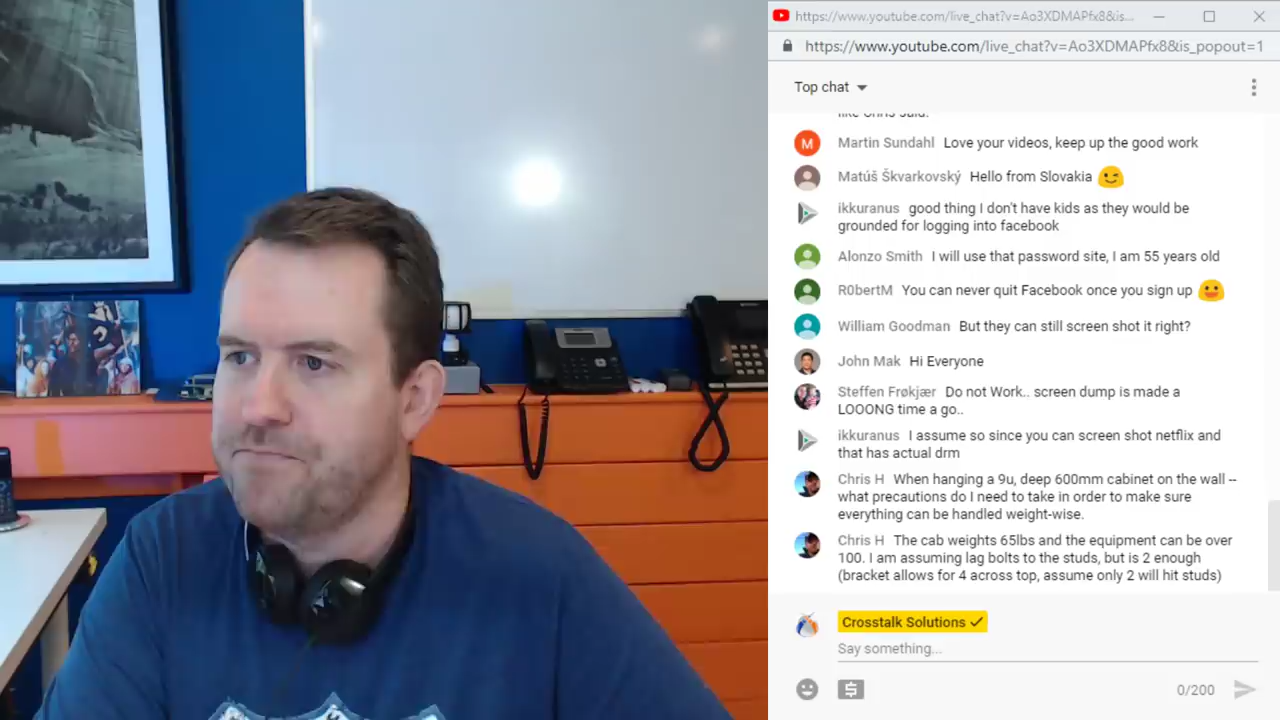 https://www.youtube.com/live_chat?v=Ao3XDMAPfx8&is...
https://www.youtube.com/live_chat?v=Ao3XDMAPfx8&is_popout=1
Top chat
like Chris said.
Martin Sundahl Love your videos, keep up the good work
Matúš Škvarkovský Hello from Slovakia 😉
ikkuranus good thing I don't have kids as they would be
grounded for logging into facebook
Alonzo Smith I will use that password site, I am 55 years old
R0bertM You can never quit Facebook once you sign up 😀
William Goodman But they can still screen shot it right?
John Mak Hi Everyone
Steffen Frøkjær Do not Work.. screen dump is made a
LOOONG time a go..
ikkuranus I assume so since you can screen shot netflix and
that has actual drm
Chris H When hanging a 9u, deep 600mm cabinet on the wall --
what precautions do I need to take in order to make sure
everything can be handled weight-wise.
Chris H The cab weights 65lbs and the equipment can be over
100. I am assuming lag bolts to the studs, but is 2 enough
(bracket allows for 4 across top, assume only 2 will hit studs)
Crosstalk Solutions
Say something...
0/200
M